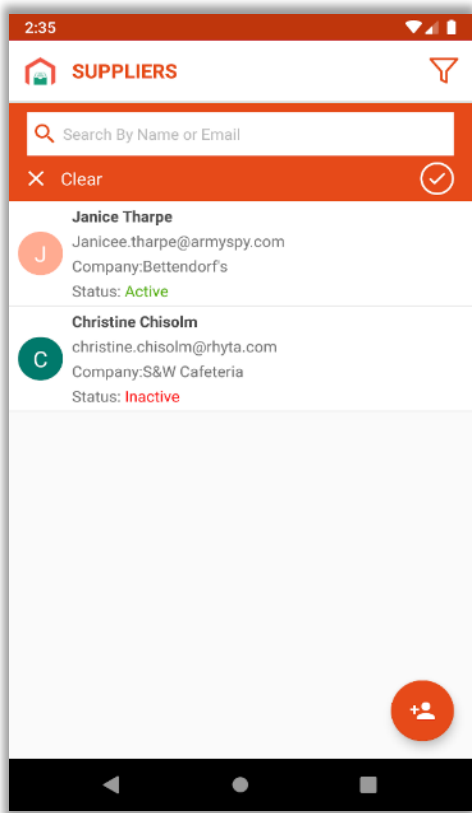 2:35
SUPPLIERS
Search By Name or Email
Clear
Janice Tharpe
J
Janicee.tharpe@armyspy.com
Company:Bettendorf's
Status: Active
Christine Chisolm
C
christine.chisolm@rhyta.com
Company:S&W Cafeteria
Status: Inactive